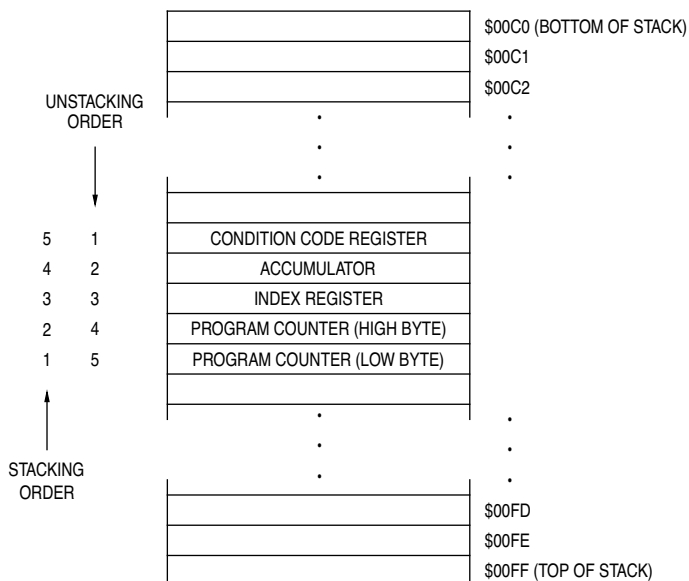 $00C0 (BOTTOM OF STACK)
$00C1
$00C2
UNSTACKING
ORDER
5 1 CONDITION CODE REGISTER
4 2 ACCUMULATOR
3 3 INDEX REGISTER
2 4 PROGRAM COUNTER (HIGH BYTE)
1 5 PROGRAM COUNTER (LOW BYTE)
STACKING
ORDER
$00FD
$00FE
$00FF (TOP OF STACK)